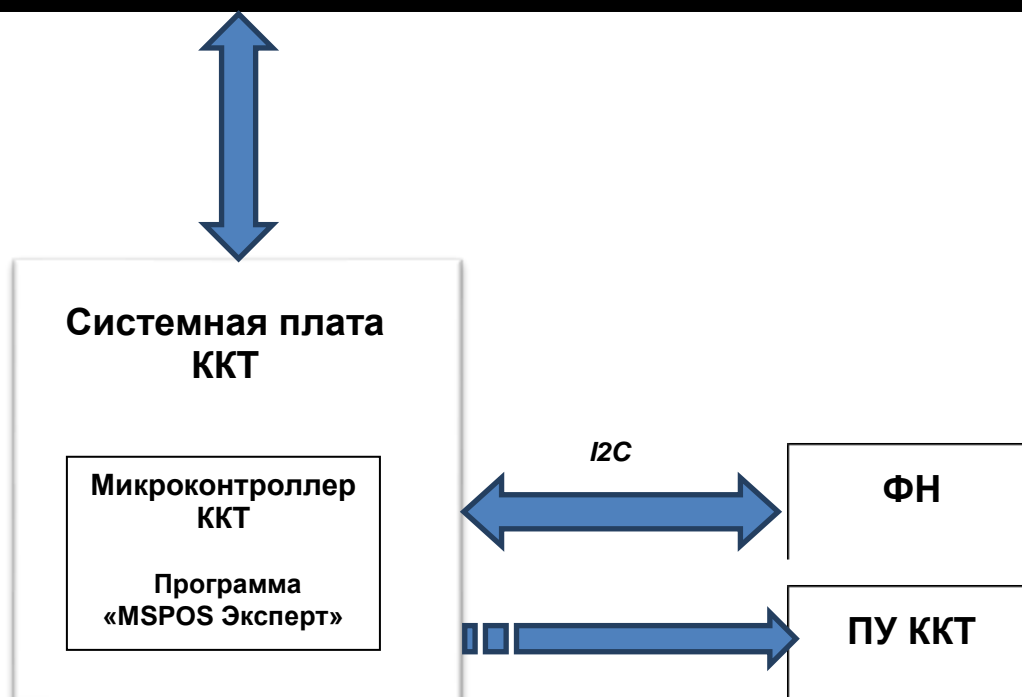 Системная плата
ККТ
I2C
ФН
Микроконтроллер
ККТ
Программа
«MSPOS Эксперт»
ПУ ККТ